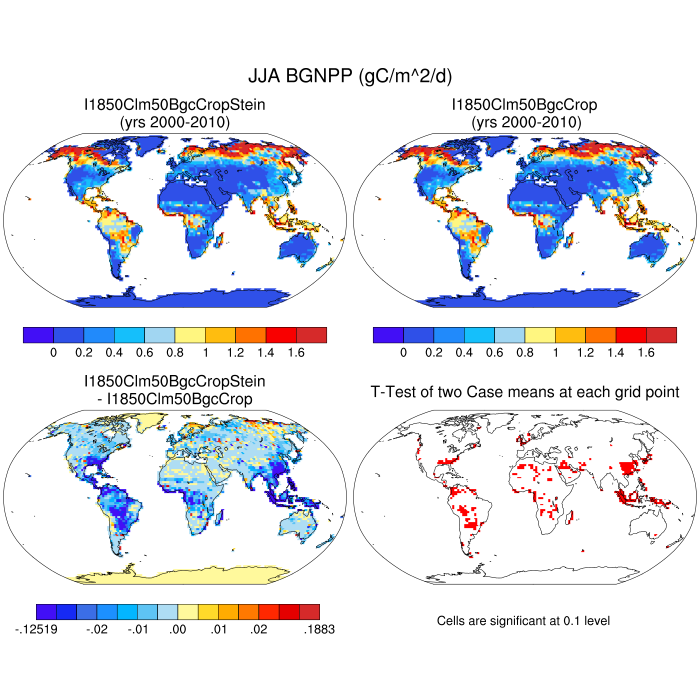 JJA BGNPP (gC/m^2/d)
I1850Clm50BgcCropStein
(yrs 2000-2010)
I1850Clm50BgcCrop
(yrs 2000-2010)
0 0.2 0.4 0.6 0.8 1 1.2 1.4 1.6
0 0.2 0.4 0.6 0.8 1 1.2 1.4 1.6
I1850Clm50BgcCropStein
- I1850Clm50BgcCrop
T-Test of two Case means at each grid point
-.12519 -.02 -.01 .00 .01 .02 .1883
Cells are significant at 0.1 level